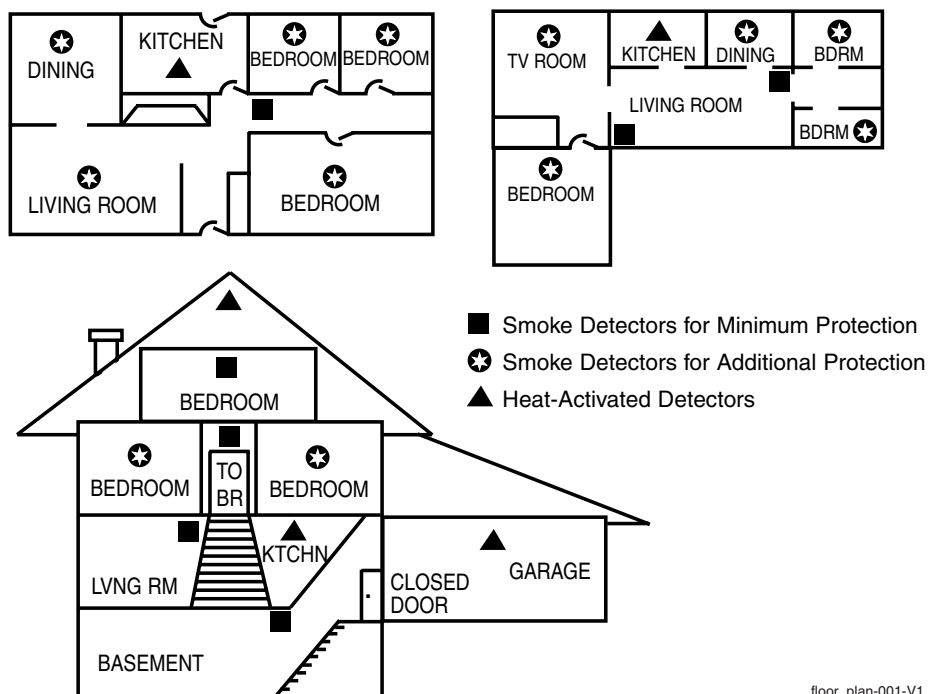 DINING
KITCHEN
BEDROOM
BEDROOM
LIVING ROOM
BEDROOM
TV ROOM
KITCHEN
DINING
BDRM
LIVING ROOM
BDRM
BEDROOM
Smoke Detectors for Minimum Protection
Smoke Detectors for Additional Protection
Heat-Activated Detectors
BEDROOM
BEDROOM
TO
BR
BEDROOM
LVNG RM
KTCHN
CLOSED
DOOR
GARAGE
BASEMENT
floor_plan-001-V1